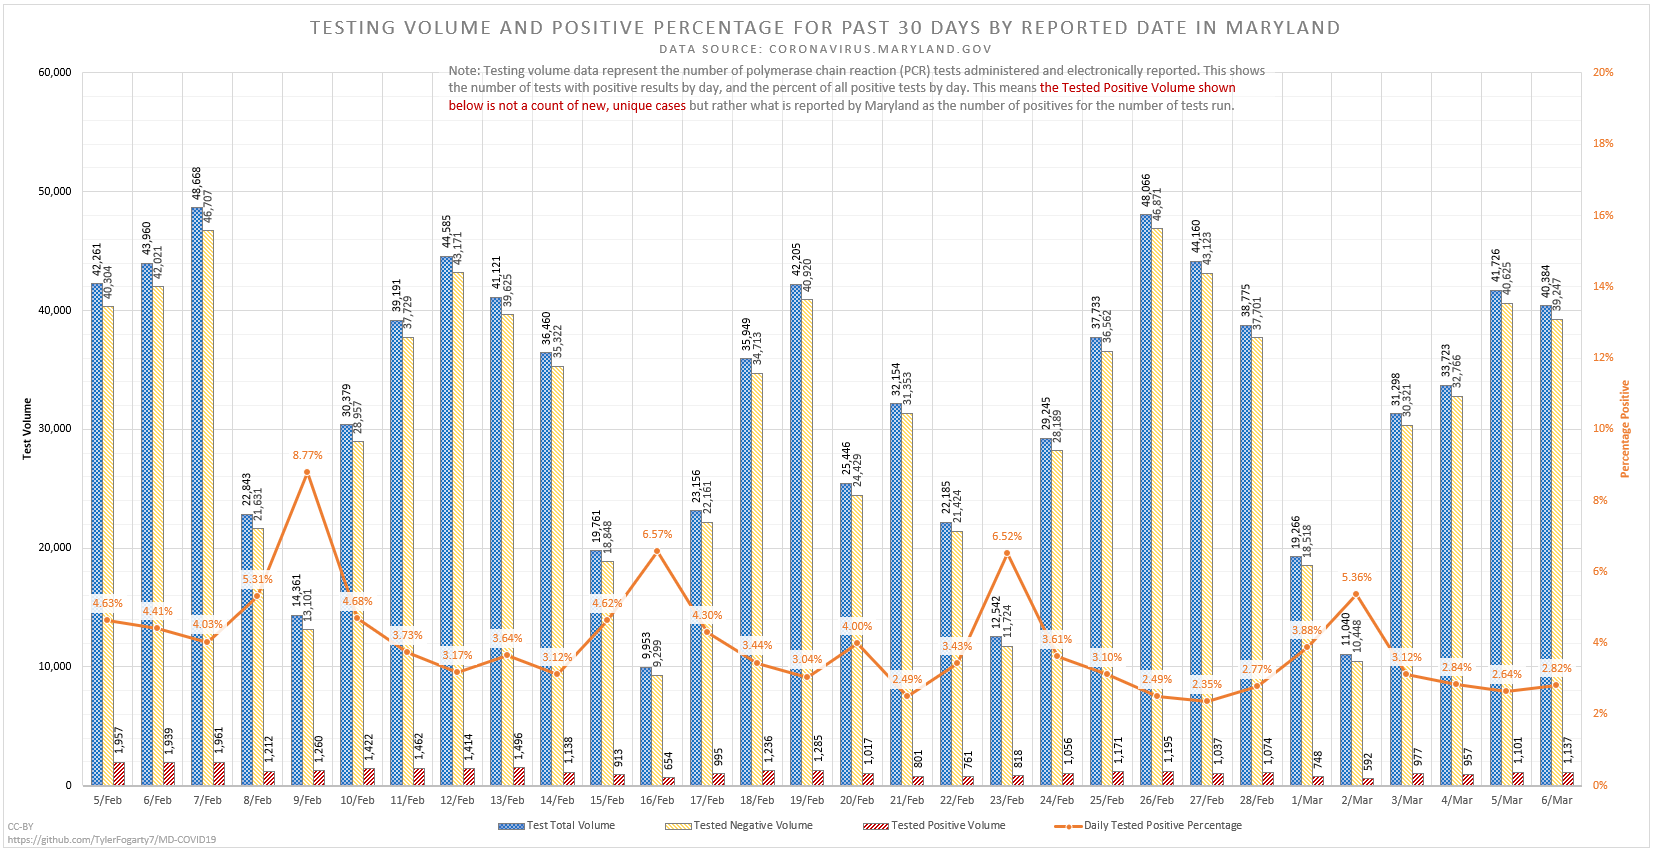 TESTING VOLUME AND POSITIVE PERCENTAGE FOR PAST 30 DAYS BY REPORTED DATE IN MARYLAND
DATA SOURCE: CORONAVIRUS.MARYLAND.GOV
Note: Testing volume data represent the number of polymerase chain reaction (PCR) tests administered and electronically reported. This shows
the number of tests with positive results by day, and the percent of all positive tests by day. This means the Tested Positive Volume shown
below is not a count of new, unique cases but rather what is reported by Maryland as the number of positives for the number of tests run.
Test Volume
60,000
50,000
40,000
30,000
20,000
10,000
0
Percentage Positive
20%
18%
16%
14%
12%
10%
8%
6%
4%
2%
0%
42,261 40,304 4.63% 1,957
43,960 42,021 4.41% 1,939
48,668 46,707 4.03% 1,961
22,843 21,631 5.31% 1,212
14,361 13,101 8.77% 1,260
30,379 28,957 4.68% 1,422
39,191 37,729 3.73% 1,462
44,585 43,171 3.17% 1,414
41,121 39,625 3.64% 1,496
36,460 35,322 3.12% 1,138
19,761 18,848 4.62% 913
9,953 9,299 6.57% 654
23,156 22,161 4.30% 995
35,949 34,713 3.44% 1,236
42,205 40,920 3.04% 1,285
25,446 24,429 4.00% 1,017
32,154 31,353 2.49% 801
22,185 21,424 3.43% 761
12,542 11,724 6.52% 818
29,245 28,189 3.61% 1,056
37,733 36,562 3.10% 1,171
48,066 46,871 2.49% 1,195
44,160 43,123 2.35% 1,037
38,775 37,701 2.77% 1,074
19,266 18,518 3.88% 748
11,040 10,448 5.36% 592
31,298 30,321 3.12% 977
33,723 32,766 2.84% 957
41,726 40,625 2.64% 1,101
40,384 39,247 2.82% 1,137
5/Feb 6/Feb 7/Feb 8/Feb 9/Feb 10/Feb 11/Feb 12/Feb 13/Feb 14/Feb 15/Feb 16/Feb 17/Feb 18/Feb 19/Feb 20/Feb 21/Feb 22/Feb 23/Feb 24/Feb 25/Feb 26/Feb 27/Feb 28/Feb 1/Mar 2/Mar 3/Mar 4/Mar 5/Mar 6/Mar
Test Total Volume Tested Negative Volume Tested Positive Volume Daily Tested Positive Percentage
CC-BY
https://github.com/TylerFogarty7/MD-COVID19